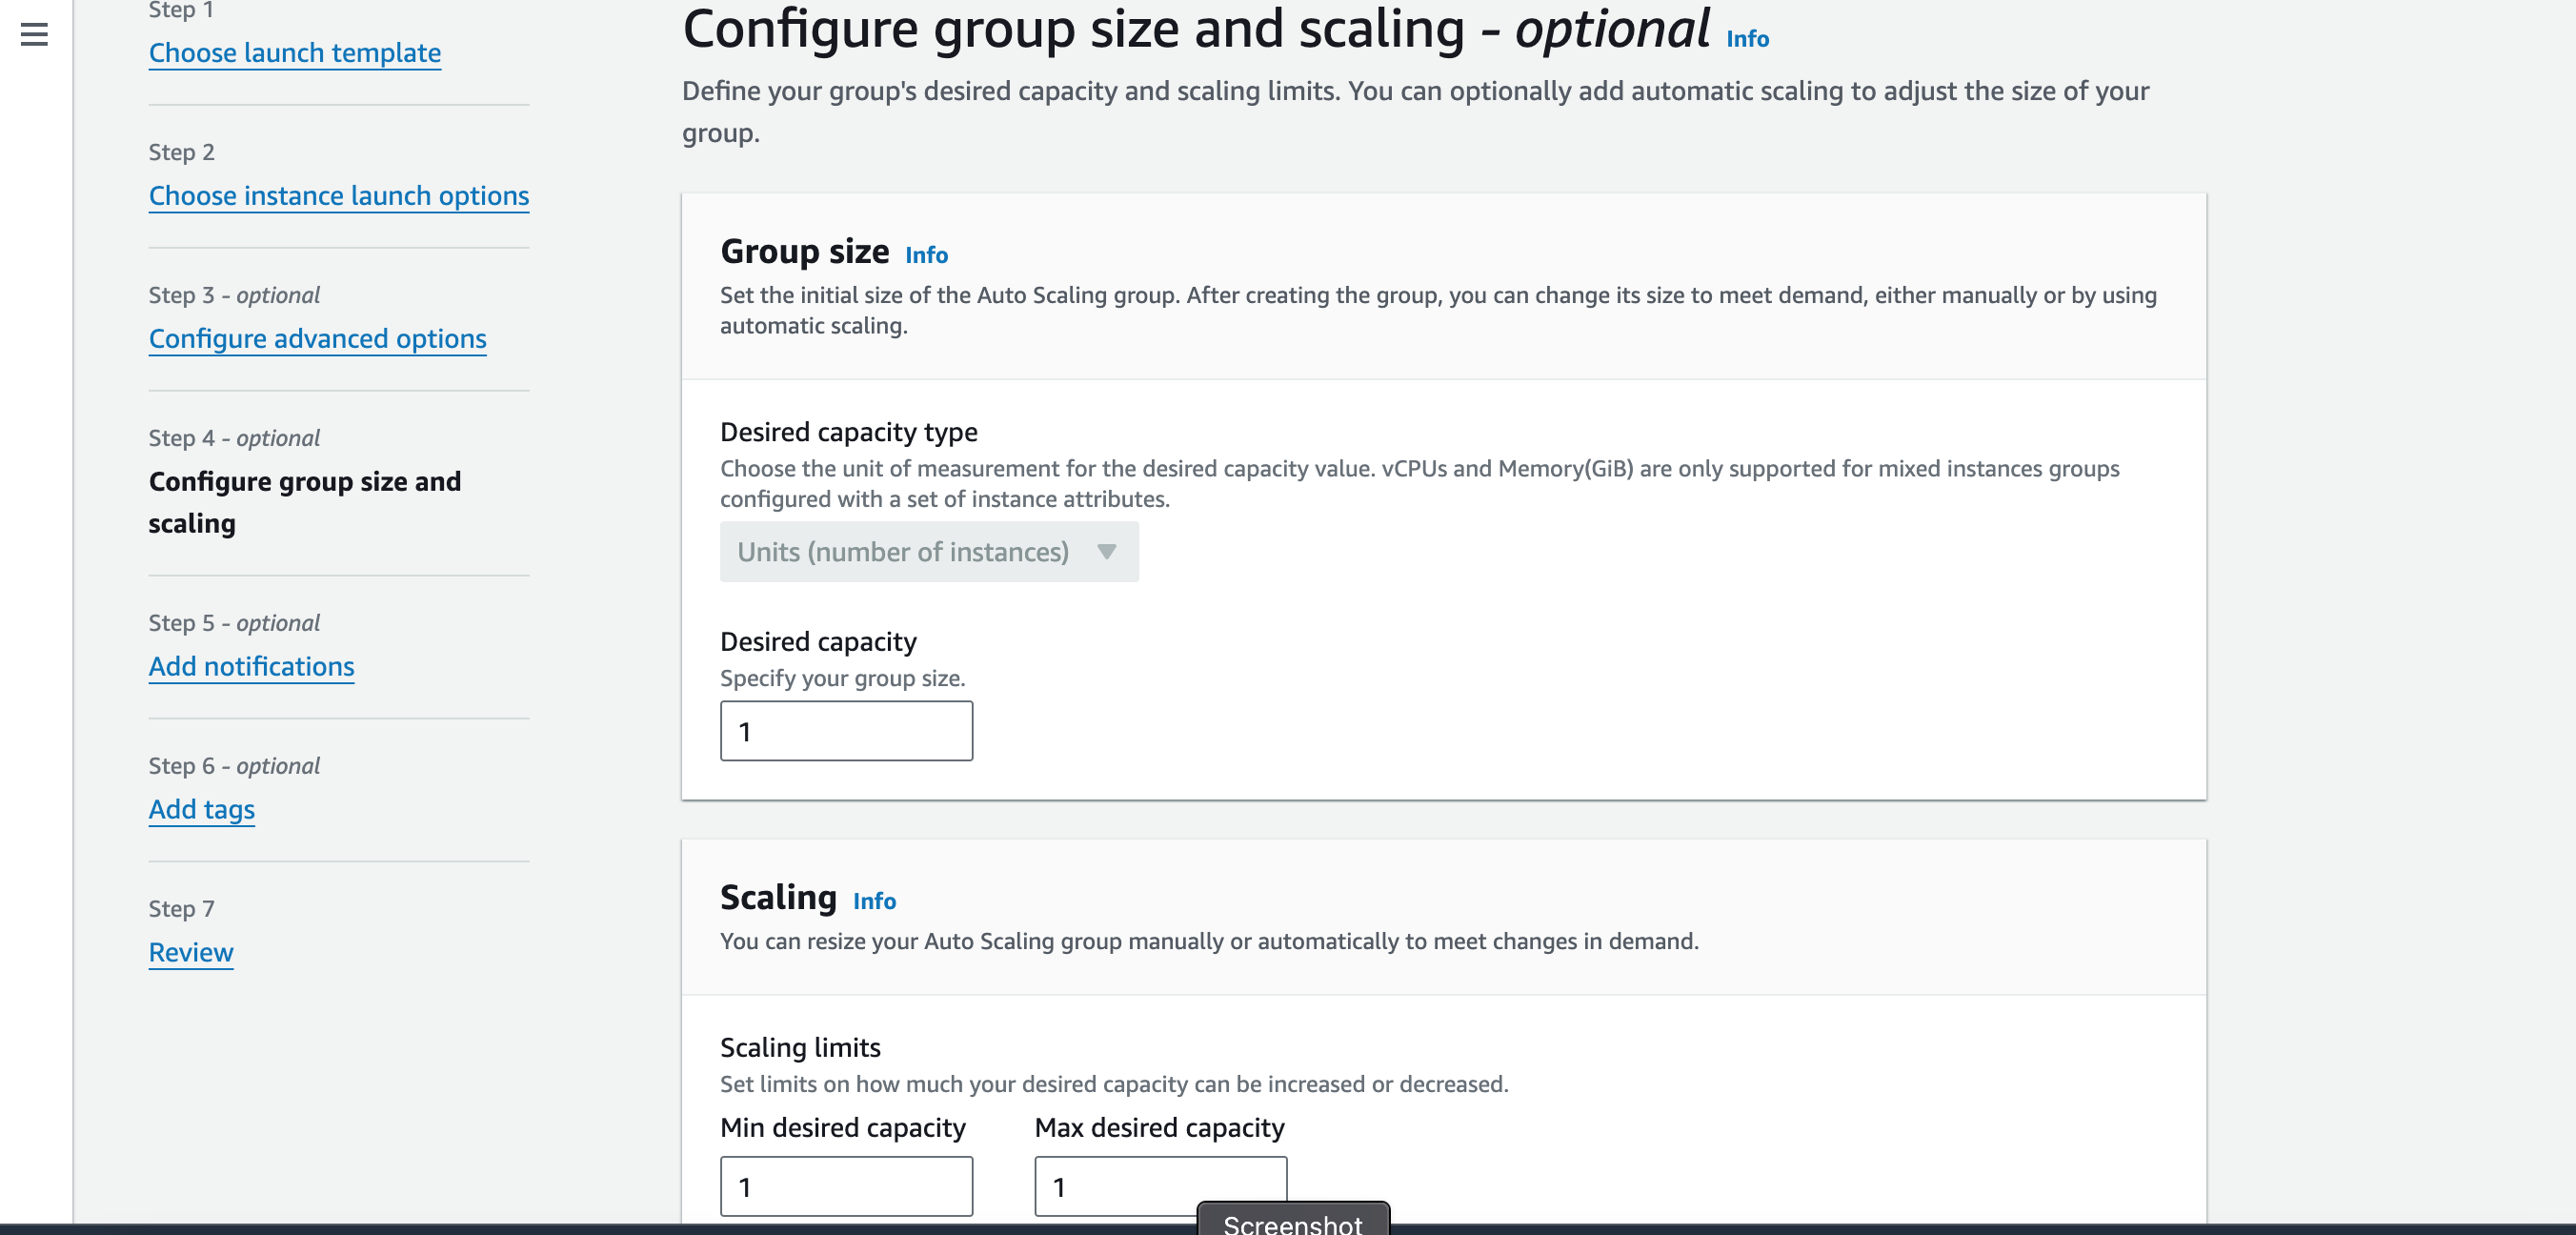 Step 1
Choose launch template
Step 2
Choose instance launch options
Step 3 - optional
Configure advanced options
Step 4 - optional
Configure group size and
scaling
Step 5 - optional
Add notifications
Step 6 - optional
Add tags
Step 7
Review
Configure group size and scaling - optional Info
Define your group's desired capacity and scaling limits. You can optionally add automatic scaling to adjust the size of your
group.
Group size Info
Set the initial size of the Auto Scaling group. After creating the group, you can change its size to meet demand, either manually or by using
automatic scaling.
Desired capacity type
Choose the unit of measurement for the desired capacity value. vCPUs and Memory(GiB) are only supported for mixed instances groups
configured with a set of instance attributes.
Units (number of instances)
Desired capacity
Specify your group size.
1
Scaling Info
You can resize your Auto Scaling group manually or automatically to meet changes in demand.
Scaling limits
Set limits on how much your desired capacity can be increased or decreased.
Min desired capacity Max desired capacity
1 1
Screenshot